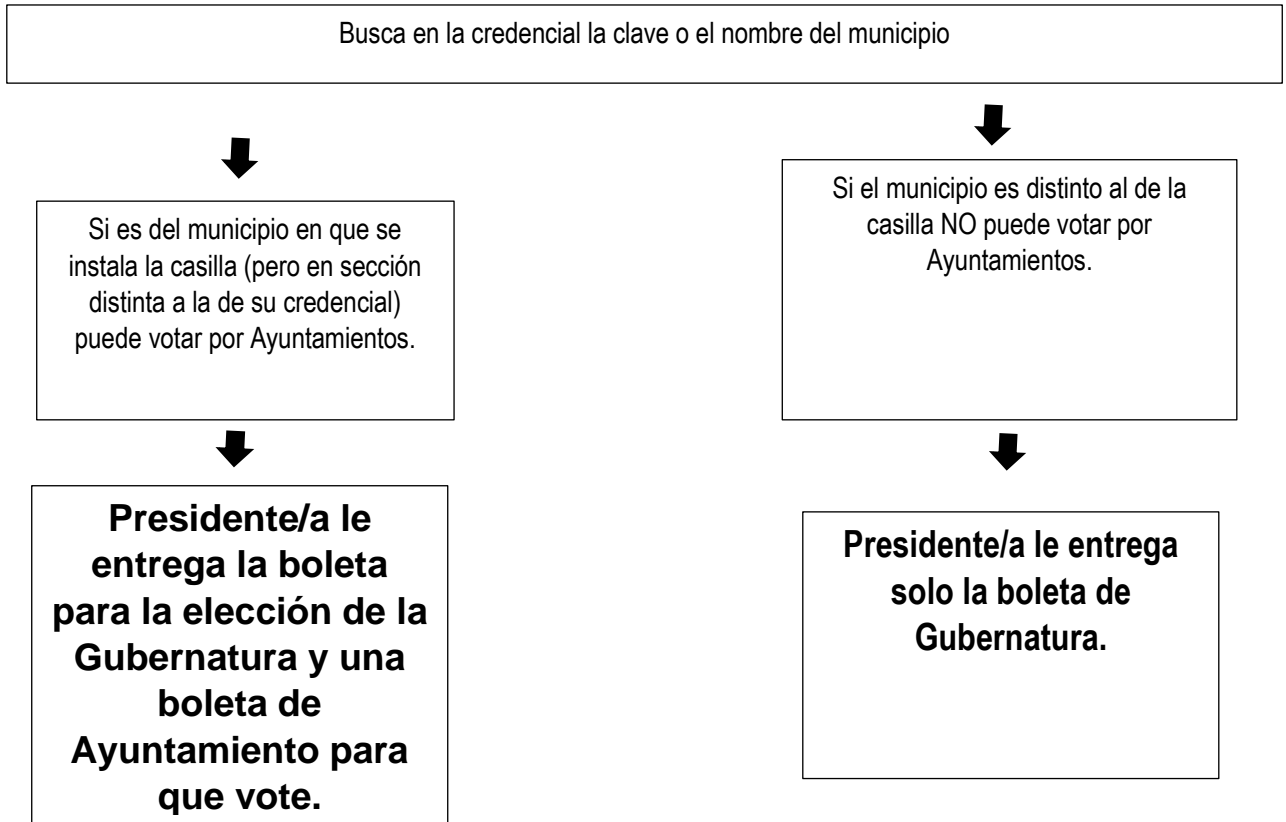 Busca en la credencial la clave o el nombre del municipio
Si es del municipio en que se
instala la casilla (pero en sección
distinta a la de su credencial)
puede votar por Ayuntamientos.
Si el municipio es distinto al de la
casilla NO puede votar por
Ayuntamientos.
Presidente/a le
entrega la boleta
para la elección de la
Gubernatura y una
boleta de
Ayuntamiento para
que vote.
Presidente/a le entrega
solo la boleta de
Gubernatura.